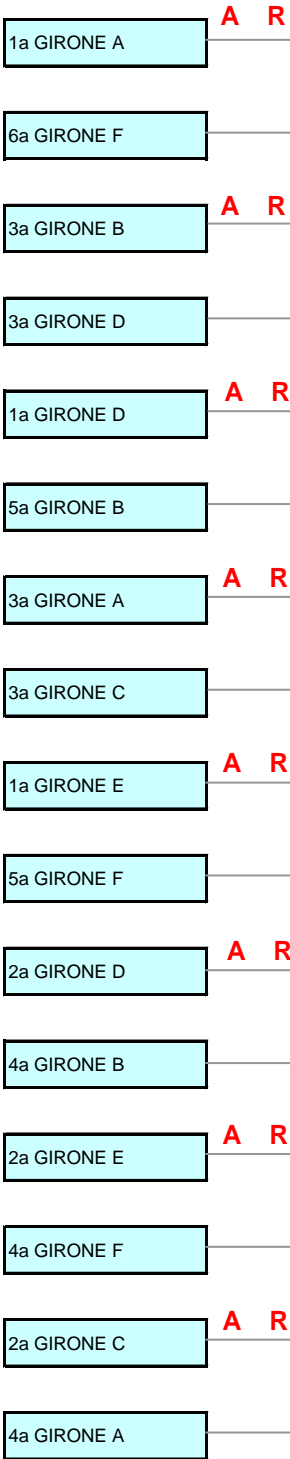 A R
1a GIRONE A
6a GIRONE F
A R
3a GIRONE B
3a GIRONE D
A R
1a GIRONE D
5a GIRONE B
A R
3a GIRONE A
3a GIRONE C
A R
1a GIRONE E
5a GIRONE F
A R
2a GIRONE D
4a GIRONE B
A R
2a GIRONE E
4a GIRONE F
A R
2a GIRONE C
4a GIRONE A